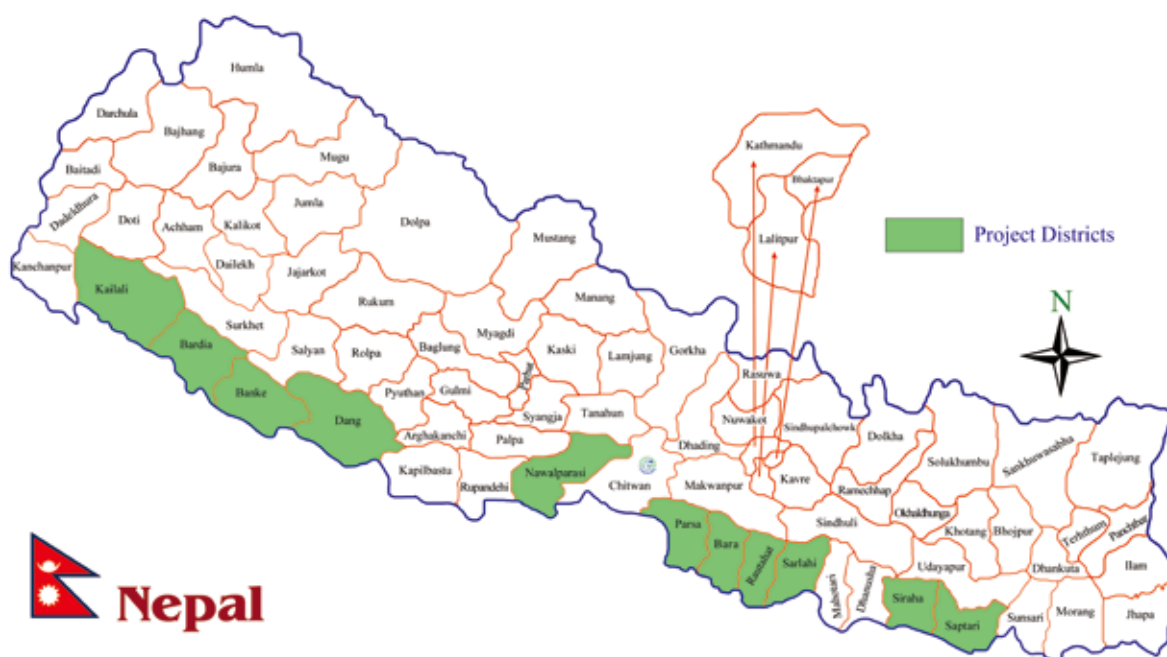 Humla
Darchula
Bajhang
Mugu
Baitadi
Bajura
Kathmandu
Bhaktapur
Dadeldhura
Doti
Achham
Kalikot
Jumla
Dolpa
Mustang
Lalitpur
Project Districts
Kanchanpur
Dailekh
Jajarkot
Kailali
Rukum
Manang
N
Surkhet
Salyan
Rolpa
Baglung
Myagdi
Parbat
Kaski
Lamjung
Gorkha
Rasuwa
Bardia
Banke
Dang
Pyuthan
Gulmi
Syangja
Tanahun
Nuwakot
Sindhupalchowk
Dolkha
Solukhumbu
Sankhuwasabha
Taplejung
Arghakanchi
Palpa
Dhading
Kapilbastu
Rupandehi
Nawalparasi
Chitwan
Makwanpur
Kavre
Ramechhap
Okhaldhunga
Khotang
Bhojpur
Terhthum
Panchthar
Parsa
Bara
Rautahat
Sarlahi
Sindhuli
Mahotari
Dhanusha
Udayapur
Dhankuta
Ilam
Siraha
Saptari
Sunsari
Morang
Jhapa
Nepal